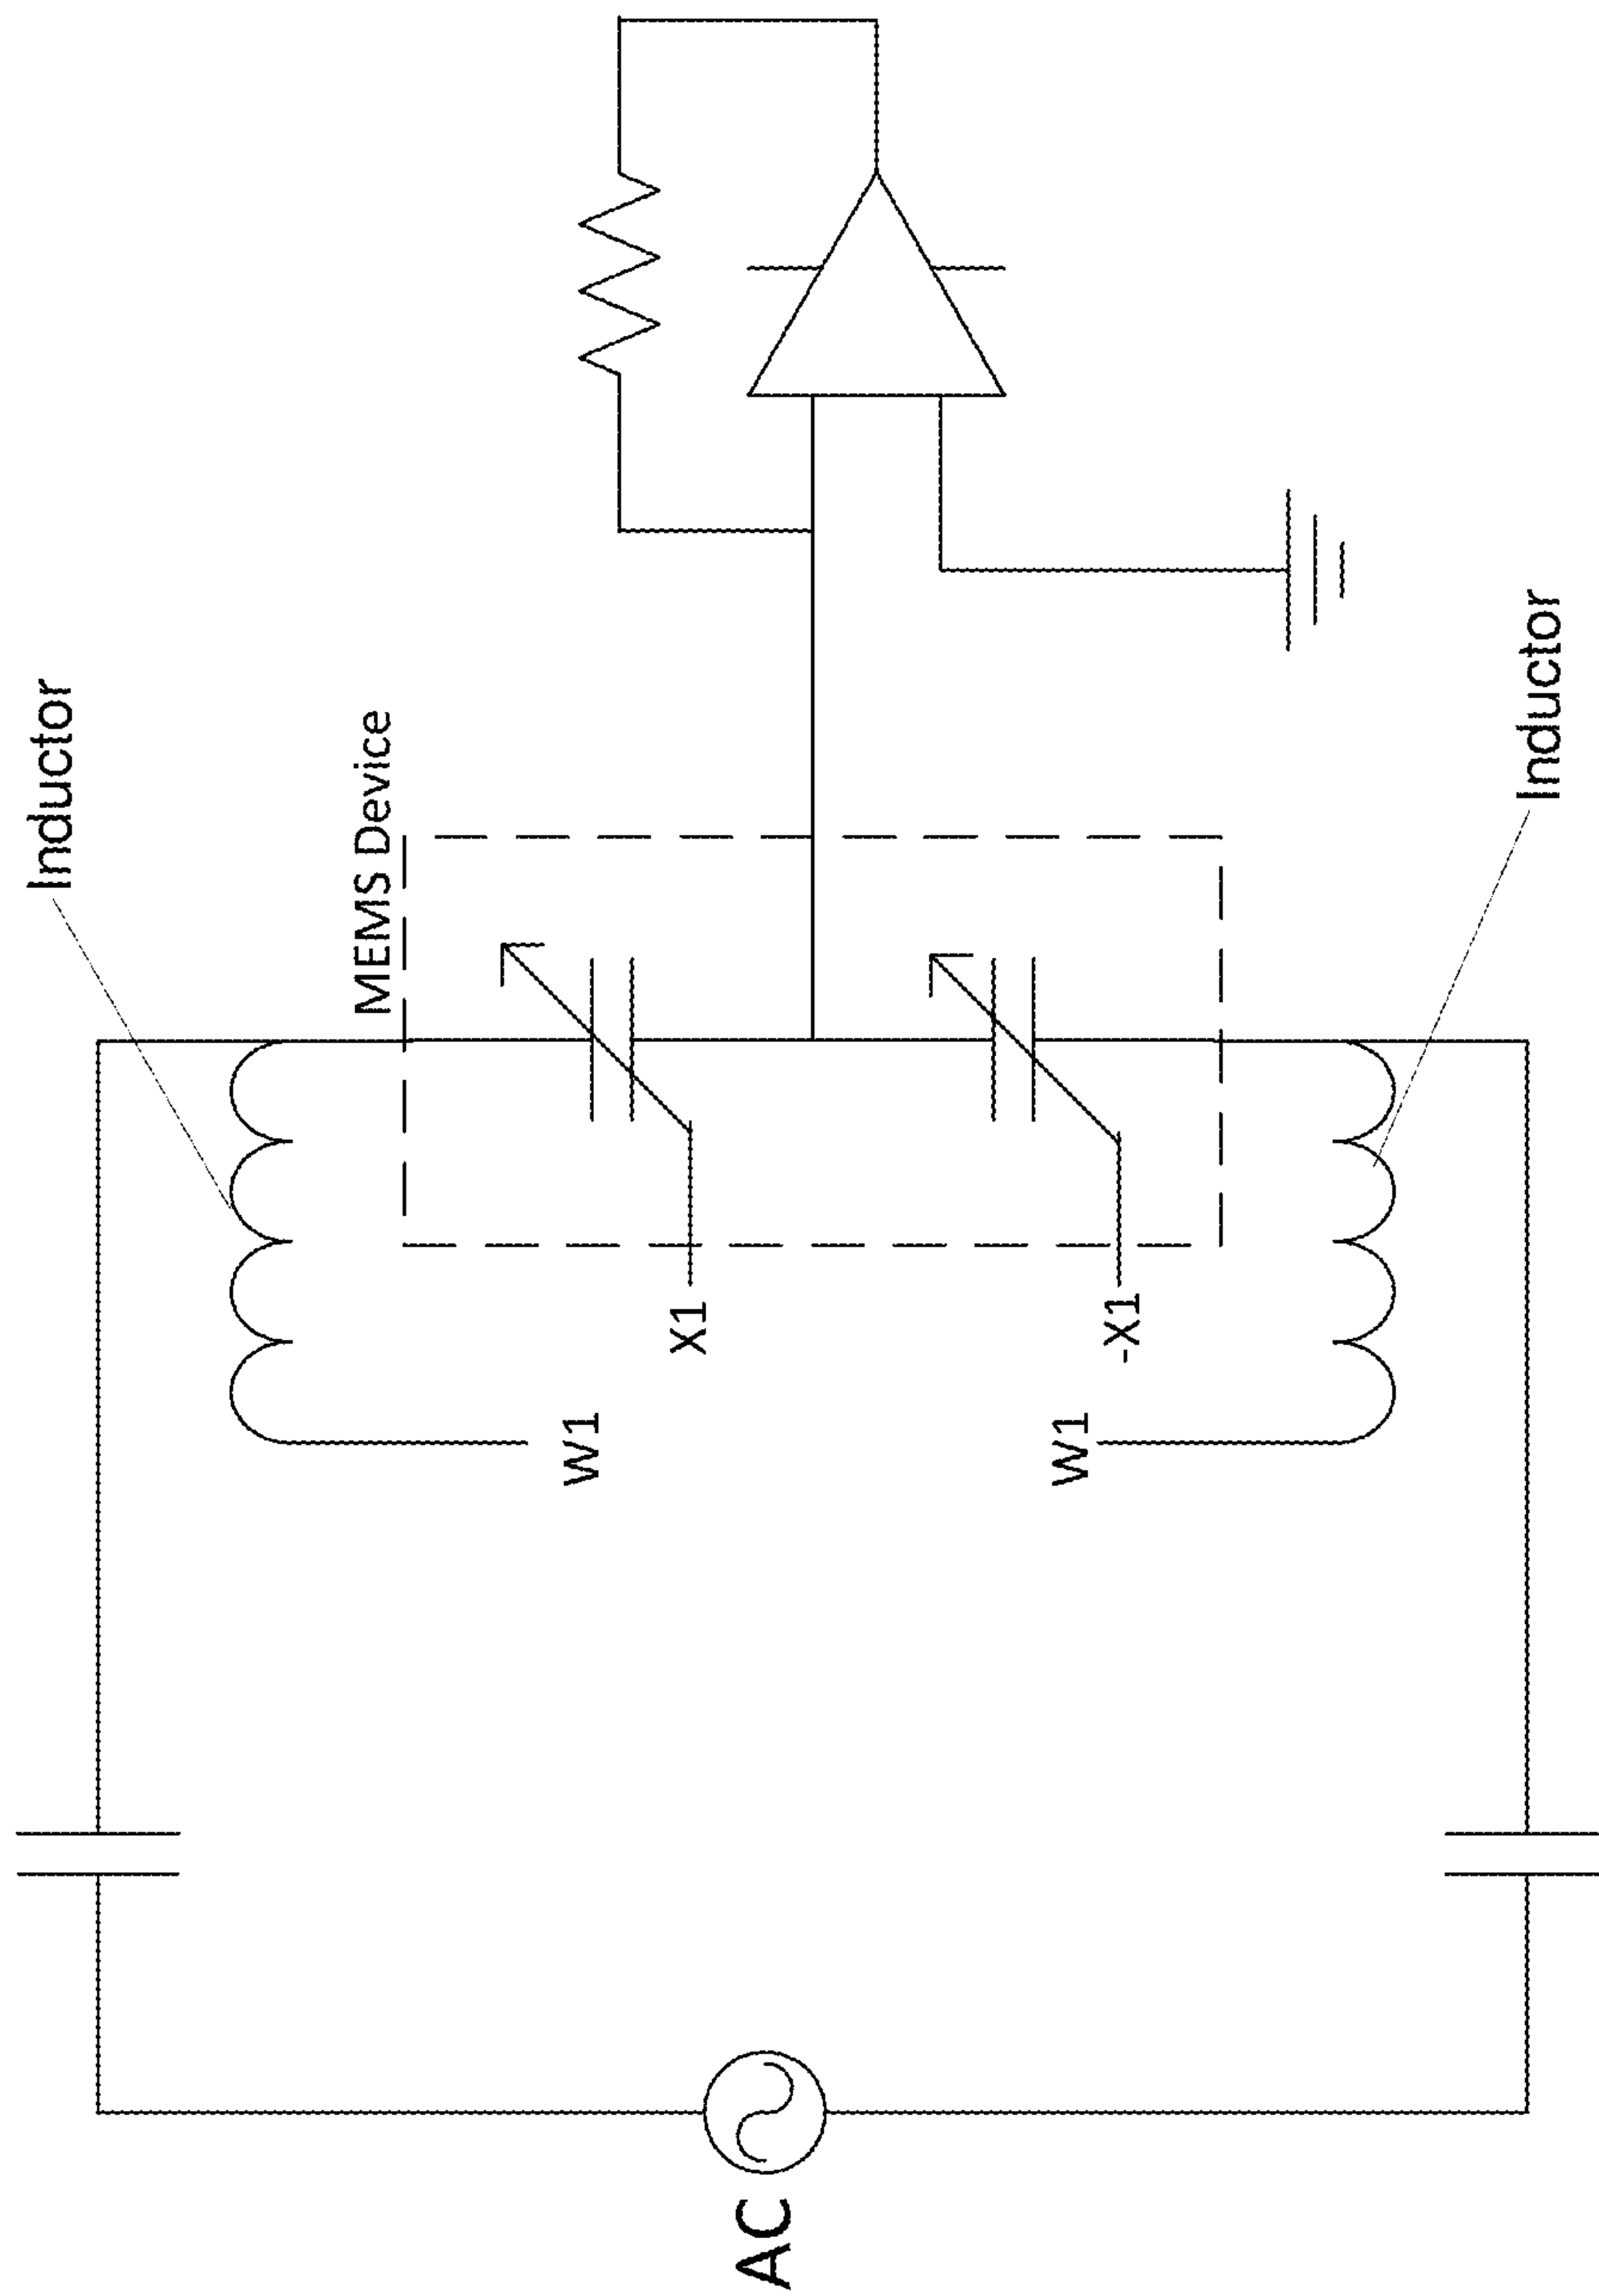 Inductor
MEMS Device
X1
W1
AC
W1
-X1
Inductor